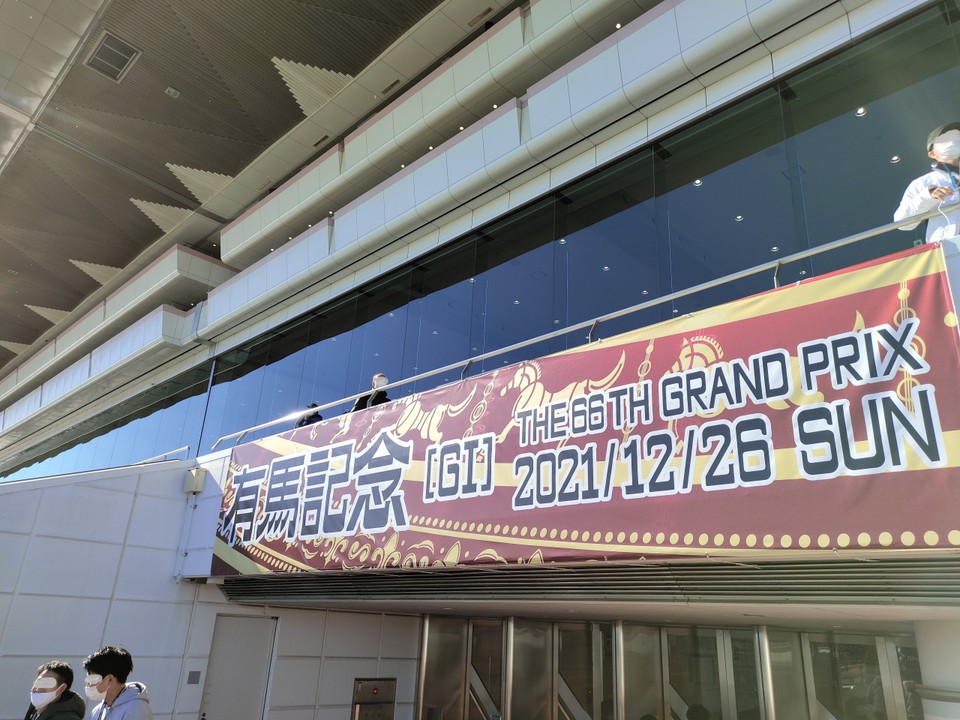 有馬記念 [GI]
THE 66TH GRAND PRIX
2021/12/26 SUN